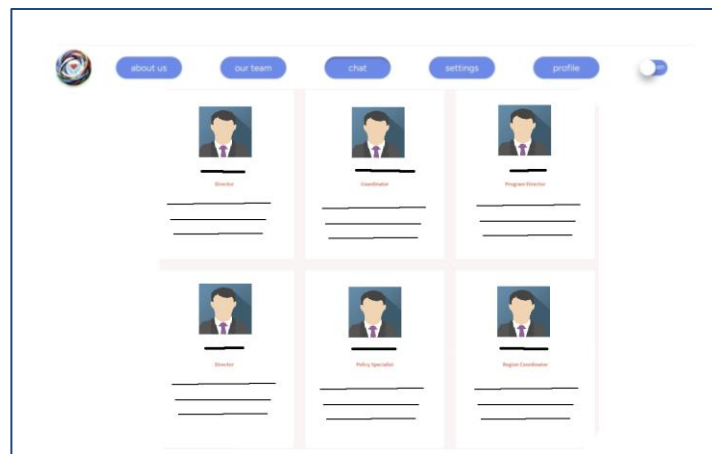 about us
our team
chat
settings
profile
Director
Coordinator
Program Director
Director
Policy Specialist
Region Coordinator